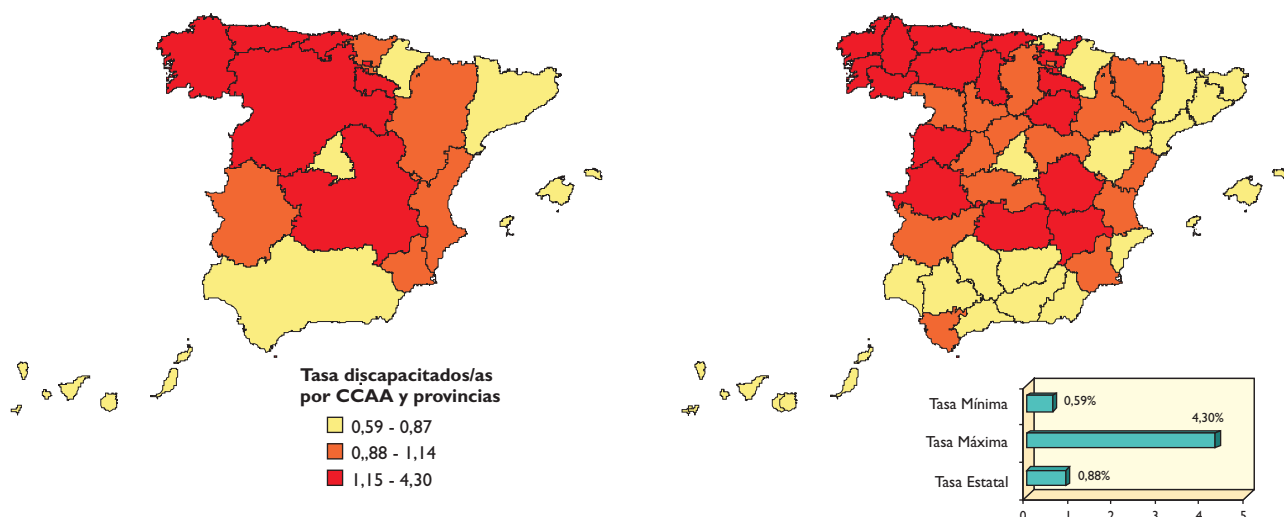 Tasa discapacitados/as
por CCAA y provincias
0,59 - 0,87
0,,88 - 1,14
1,15 - 4,30
Tasa Mínima
0,59%
4,30%
Tasa Máxima
Tasa Estatal
0,88%
0 1 2 3 4 5